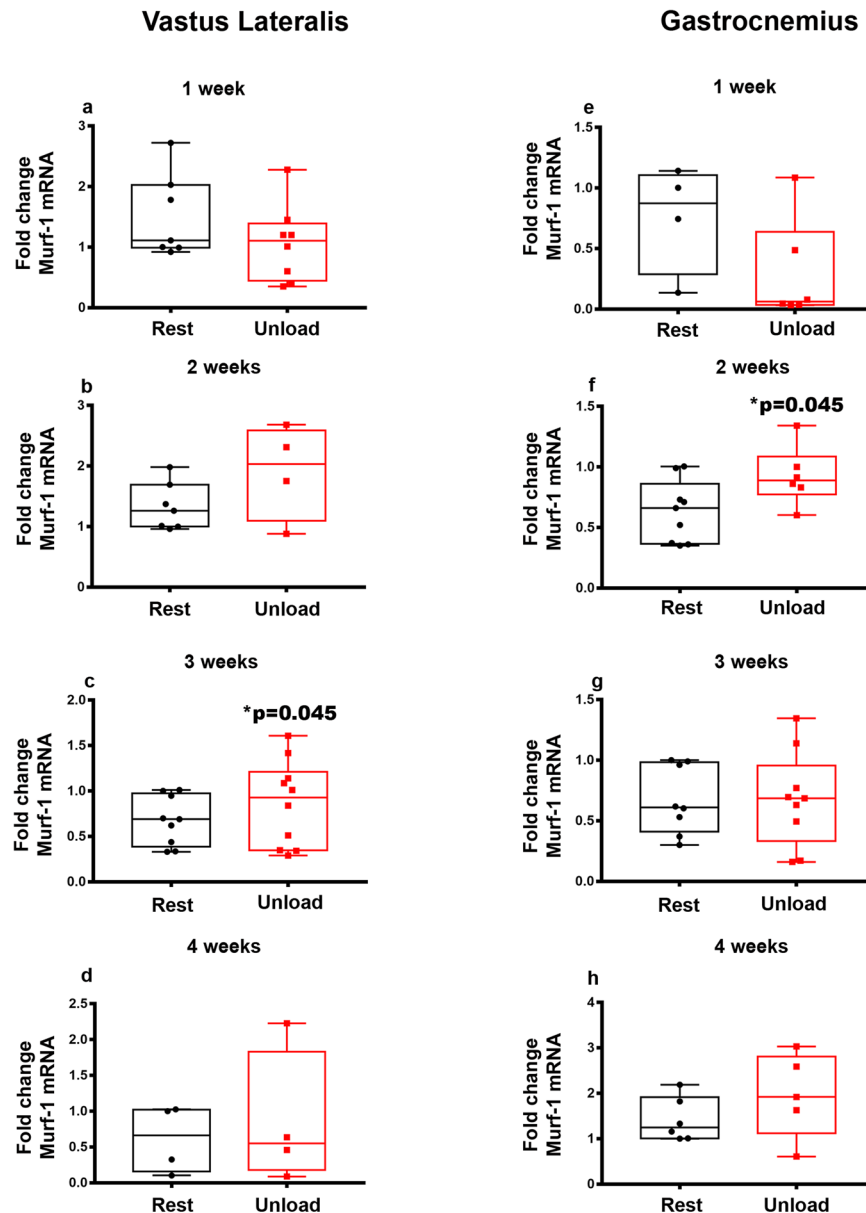 Vastus Lateralis
Gastrocnemius
1 week
a
Fold change
Murf-1 mRNA
3
2
1
0
Rest
Unload
1 week
e
Fold change
Murf-1 mRNA
1.5
1.0
0.5
0.0
Rest
Unload
2 weeks
b
Fold change
Murf-1 mRNA
3
2
1
0
Rest
Unload
2 weeks
f
*p=0.045
Fold change
Murf-1 mRNA
1.5
1.0
0.5
0.0
Rest
Unload
3 weeks
c
*p=0.045
Fold change
Murf-1 mRNA
2.0
1.5
1.0
0.5
0.0
Rest
Unload
3 weeks
g
Fold change
Murf-1 mRNA
1.5
1.0
0.5
0.0
Rest
Unload
4 weeks
d
Fold change
Murf-1 mRNA
2.5
2.0
1.5
1.0
0.5
0.0
Rest
Unload
4 weeks
h
Fold change
Murf-1 mRNA
4
3
2
1
0
Rest
Unload